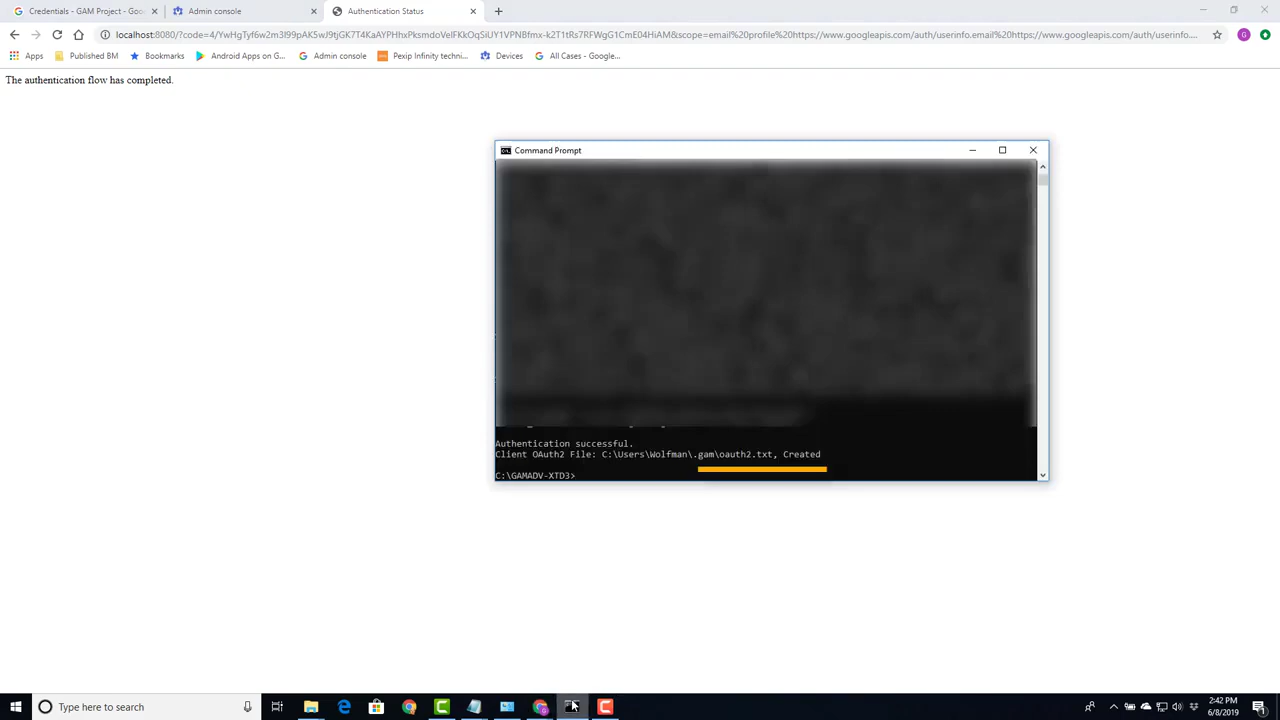 Credentials - GAM Project - Goo
Admin console
Authentication Status
localhost:8080/?code=4/YwHgTyf6w2m3l99pAK5wJ9tjGK7T4KaAYPHhxPksmdoVelFKkOqSiUY1VPNBfmx-k2T1tRs7RFWgG1CmE04HiAM&scope=email%20profile%20https://www.googleapis.com/auth/userinfo.email%20https://www.googleapis.com/auth/userinfo....
G
Apps
Published BM
Bookmarks
Android Apps on G...
Admin console
Pexip Infinity techni...
Devices
All Cases - Google...
The authentication flow has completed.
Command Prompt
Authentication successful.
Client OAuth2 File: C:\Users\Wolfman\.gam\oauth2.txt, Created
C:\GAMADV-XTD3>
Type here to search
2:42 PM
6/8/2019